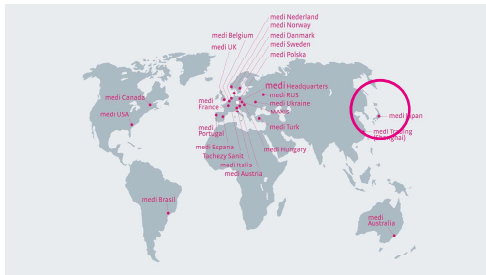 medi Nederland
medi Norway
medi Belgium
medi Danmark
medi UK
medi Sweden
medi Polska
medi Headquarters
medi Canada
medi RUS
medi France
medi Ukraine
medi USA
medi Japan
medi Portugal
medi Turk
medi Trading (Shanghai)
medi Espana
medi Hungary
Tachezy Sanit
medi Italia
medi Austria
medi Brasil
medi Australia